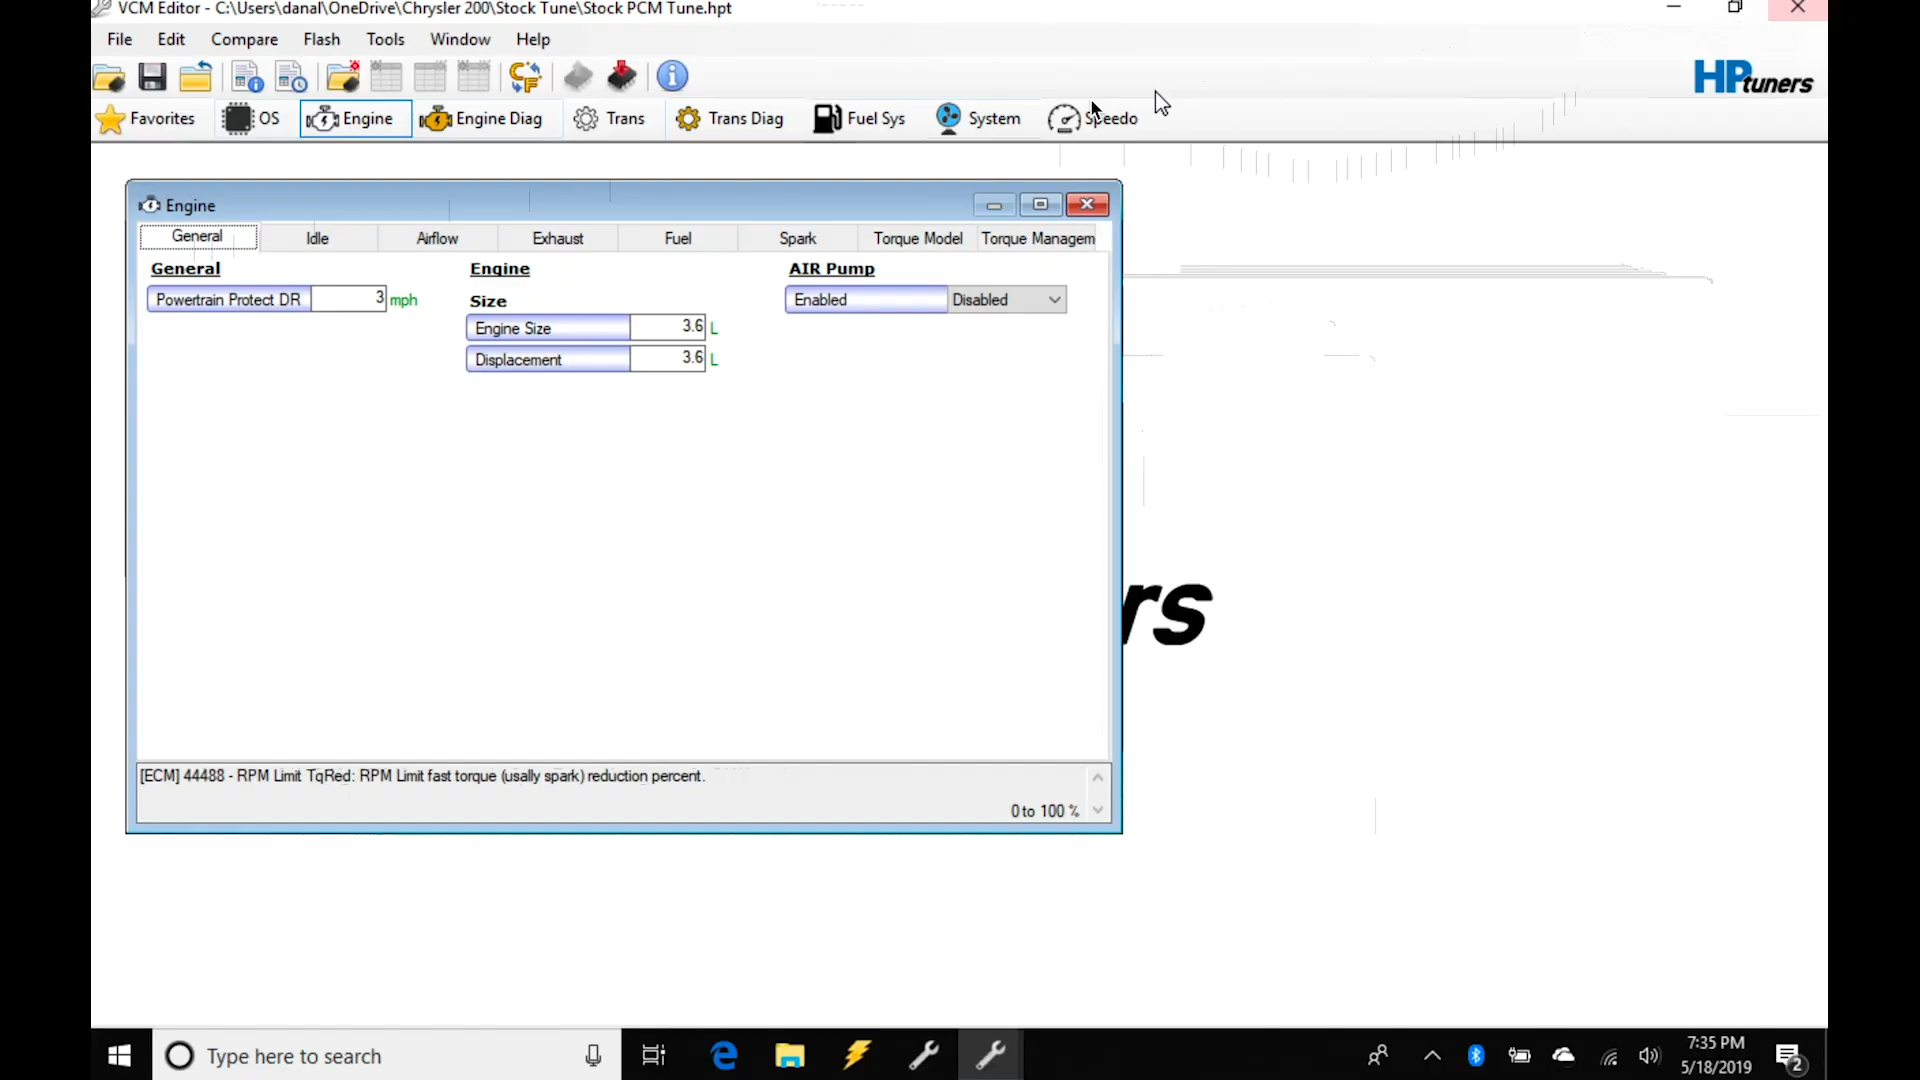 VCM Editor - C:\Users\danal\OneDrive\Chrysler 200\Stock Tune\Stock PCM Tune.hpt
File Edit Compare Flash Tools Window Help
HPtuners
Favorites OS Engine Engine Diag Trans Trans Diag Fuel Sys System Speedo
Engine
General Idle Airflow Exhaust Fuel Spark Torque Model Torque Managem
General Engine AIR Pump
Powertrain Protect DR 3 mph Size Enabled Disabled
Engine Size 3.6 L
Displacement 3.6 L
rs
[ECM] 44488 - RPM Limit TqRed: RPM Limit fast torque (usally spark) reduction percent.
0 to 100 %
Type here to search
7:35 PM
5/18/2019
2